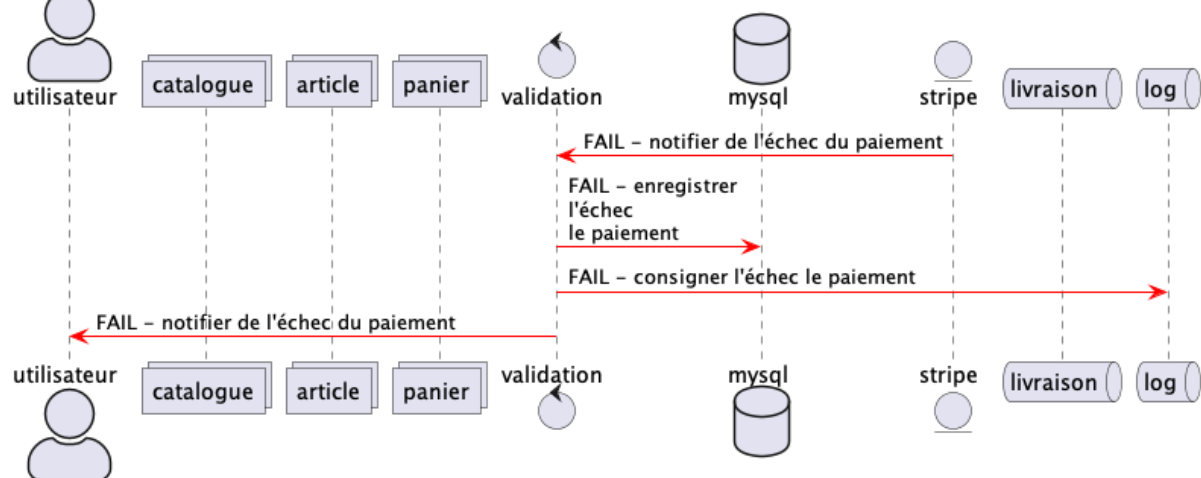 utilisateur
catalogue
article
panier
validation
mysql
stripe
livraison
log
FAIL – notifier de l'échec du paiement
FAIL – enregistrer
l'échec
le paiement
FAIL – consigner l'échec le paiement
FAIL – notifier de l'échec du paiement
utilisateur
catalogue
article
panier
validation
mysql
stripe
livraison
log